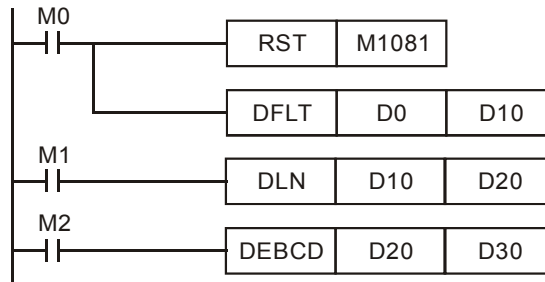 M0
RST M1081
DFLT D0 D10
M1
DLN D10 D20
M2
DEBCD D20 D30